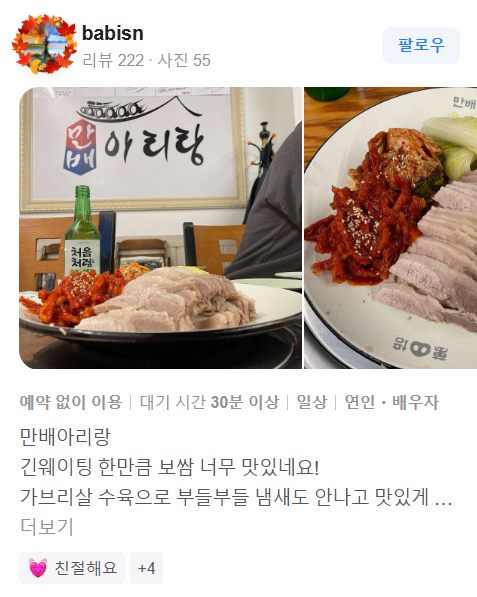 babisn
리뷰 222 · 사진 55
팔로우
만배
아리랑
처음
처럼
만배
만배
예약 없이 이용 | 대기 시간 30분 이상 | 일상 | 연인・배우자
만배아리랑
긴웨이팅 한만큼 보쌈 너무 맛있네요!
가브리살 수육으로 부들부들 냄새도 안나고 맛있게 ...
더보기
친절해요 +4